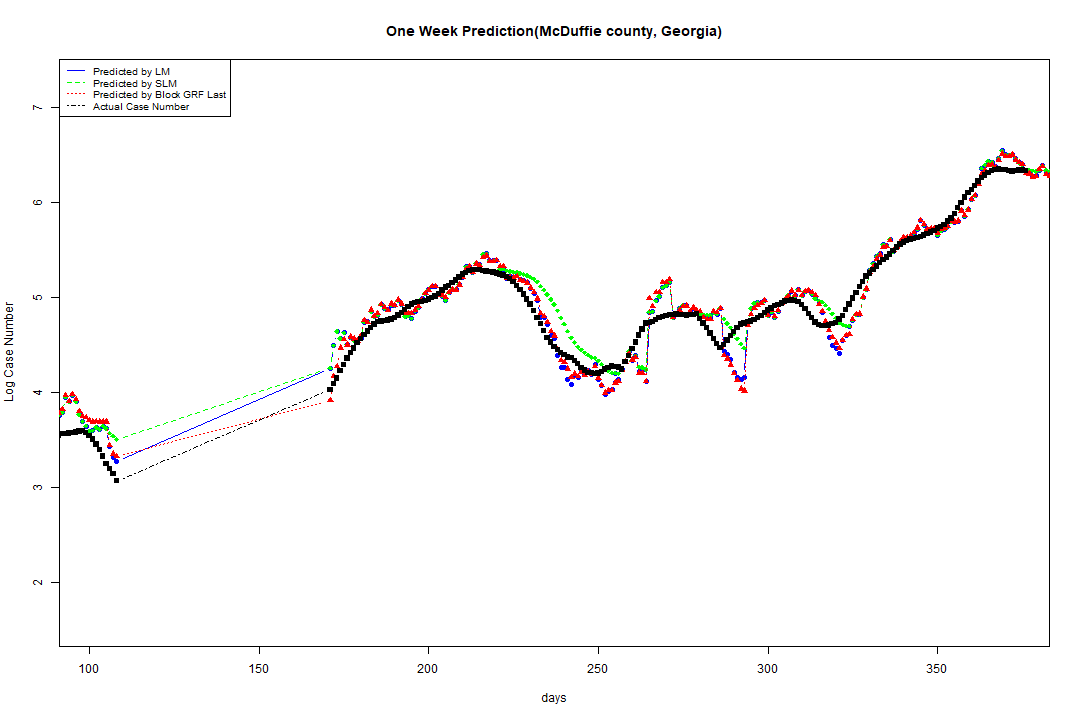 One Week Prediction(McDuffie county, Georgia)
Predicted by LM
Predicted by SLM
Predicted by Block GRF Last
Actual Case Number
7
6
5
4
3
2
Log Case Number
100 150 200 250 300 350
days